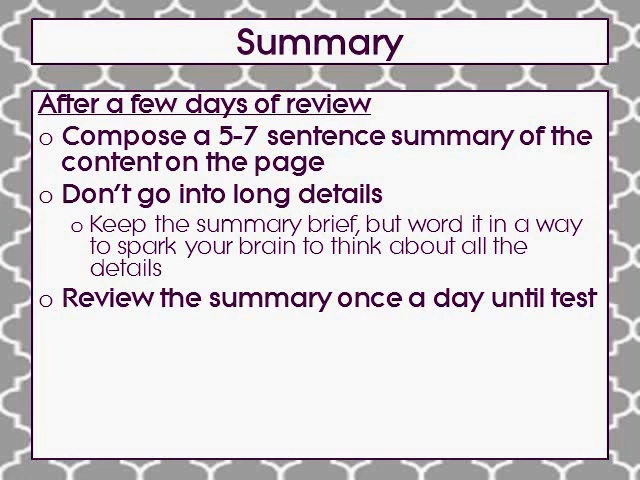 Summary
After a few days of review
o Compose a 5-7 sentence summary of the
content on the page
o Don't go into long details
o Keep the summary brief, but word it in a way
to spark your brain to think about all the
details
o Review the summary once a day until test